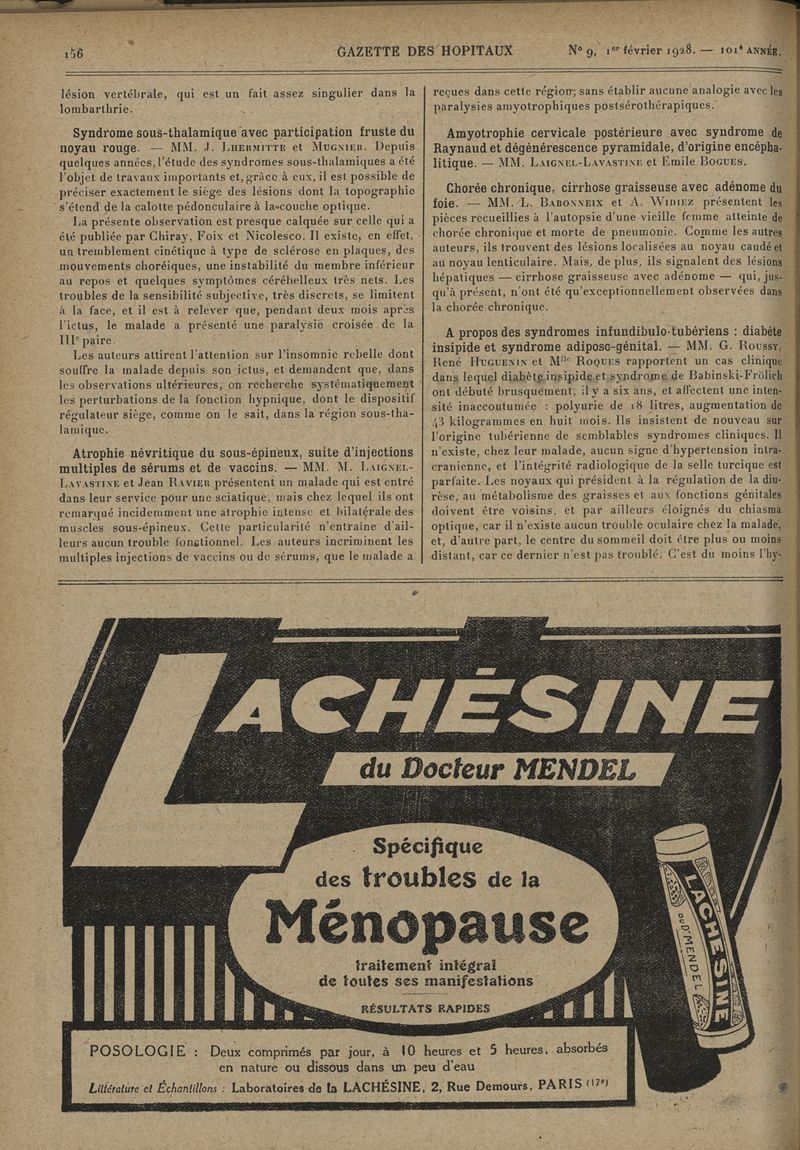 156
GAZETTE DES HOPITAUX
N° 9, 1er février 1928. — 101e ANNÉE.
lésion vertébrale, qui est un fait assez singulier dans la
lombarthrie.
Syndrome sous-thalamique avec participation fruste du
noyau rouge. — MM. J. LHERMITTE et MUGNIER. Depuis
quelques années, l'étude des syndromes sous-thalamiques a été
l'objet de travaux importants et, grâce à eux, il est possible de
préciser exactement le siège des lésions dont la topographie
s'étend de la calotte pédonculaire à la couche optique.
La présente observation est presque calquée sur celle qui a
été publiée par Chiray, Foix et Nicolesco. Il existe, en effet,
un tremblement cinétique à type de sclérose en plaques, des
mouvements choréiques, une instabilité du membre inférieur
au repos et quelques symptômes cérébelleux très nets. Les
troubles de la sensibilité subjective, très discrets, se limitent
à la face, et il est à relever que, pendant deux mois après
l'ictus, le malade a présenté une paralysie croisée de la
IIIe paire.
Les auteurs attirent l'attention sur l'insomnie rebelle dont
souffre la malade depuis son ictus, et demandent que, dans
les observations ultérieures, on recherche systématiquement
les perturbations de la fonction hypnique, dont le dispositif
régulateur siège, comme on le sait, dans la région sous-tha-
lamique.
Atrophie névritique du sous-épineux, suite d'injections
multiples de sérums et de vaccins. — MM. M. LAIGNEL-
LAVASTINE et Jean RAVIER présentent un malade qui est entré
dans leur service pour une sciatique, mais chez lequel ils ont
remarqué incidemment une atrophie intense et bilatérale des
muscles sous-épineux. Cette particularité n'entraîne d'ail-
leurs aucun trouble fonctionnel. Les auteurs incriminent les
multiples injections de vaccins ou de sérums, que le malade a
reçues dans cette région, sans établir aucune analogie avec les
paralysies amyotrophiques postsérothérapiques.
Amyotrophie cervicale postérieure avec syndrome de
Raynaud et dégénérescence pyramidale, d'origine encépha-
litique. — MM. LAIGNEL-LAVASTINE et Emile BOGUES.
Chorée chronique, cirrhose graisseuse avec adénome du
foie. — MM. L. BABONNEIX et A. WIDIEZ présentent les
pièces recueillies à l'autopsie d'une vieille femme atteinte de
chorée chronique et morte de pneumonie. Comme les autres
auteurs, ils trouvent des lésions localisées au noyau caudé et
au noyau lenticulaire. Mais, de plus, ils signalent des lésions
hépatiques — cirrhose graisseuse avec adénome — qui, jus-
qu'à présent, n'ont été qu'exceptionnellement observées dans
la chorée chronique.
A propos des syndromes infundibulo-tubériens : diabète
insipide et syndrome adiposo-génital. — MM. G. ROUSSY,
René HUGUENIN et Mlle ROQUES rapportent un cas clinique
dans lequel diabète insipide et syndrome de Babinski-Frölich
ont débuté brusquement, il y a six ans, et affectent une inten-
sité inaccoutumée : polyurie de 18 litres, augmentation de
43 kilogrammes en huit mois. Ils insistent de nouveau sur
l'origine tubérienne de semblables syndromes cliniques. Il
n'existe, chez leur malade, aucun signe d'hypertension intra-
cranienne, et l'intégrité radiologique de la selle turcique est
parfaite. Les noyaux qui président à la régulation de la diu-
rèse, au métabolisme des graisses et aux fonctions génitales
doivent être voisins, et par ailleurs éloignés du chiasma
optique, car il n'existe aucun trouble oculaire chez la malade,
et, d'autre part, le centre du sommeil doit être plus ou moins
distant, car ce dernier n'est pas troublé. C'est du moins l'hy-
LACHÉSINE
du Docteur MENDEL
Spécifique
des troubles de la
Ménopause
traitement intégral
de toutes ses manifestations
RÉSULTATS RAPIDES
LACHESINE
DU Dr MENDEL
POSOLOGIE : Deux comprimés par jour, à 10 heures et 5 heures, absorbés
en nature ou dissous dans un peu d'eau
Littérature et Échantillons : Laboratoires de la LACHÉSINE, 2, Rue Demours, PARIS (17e)